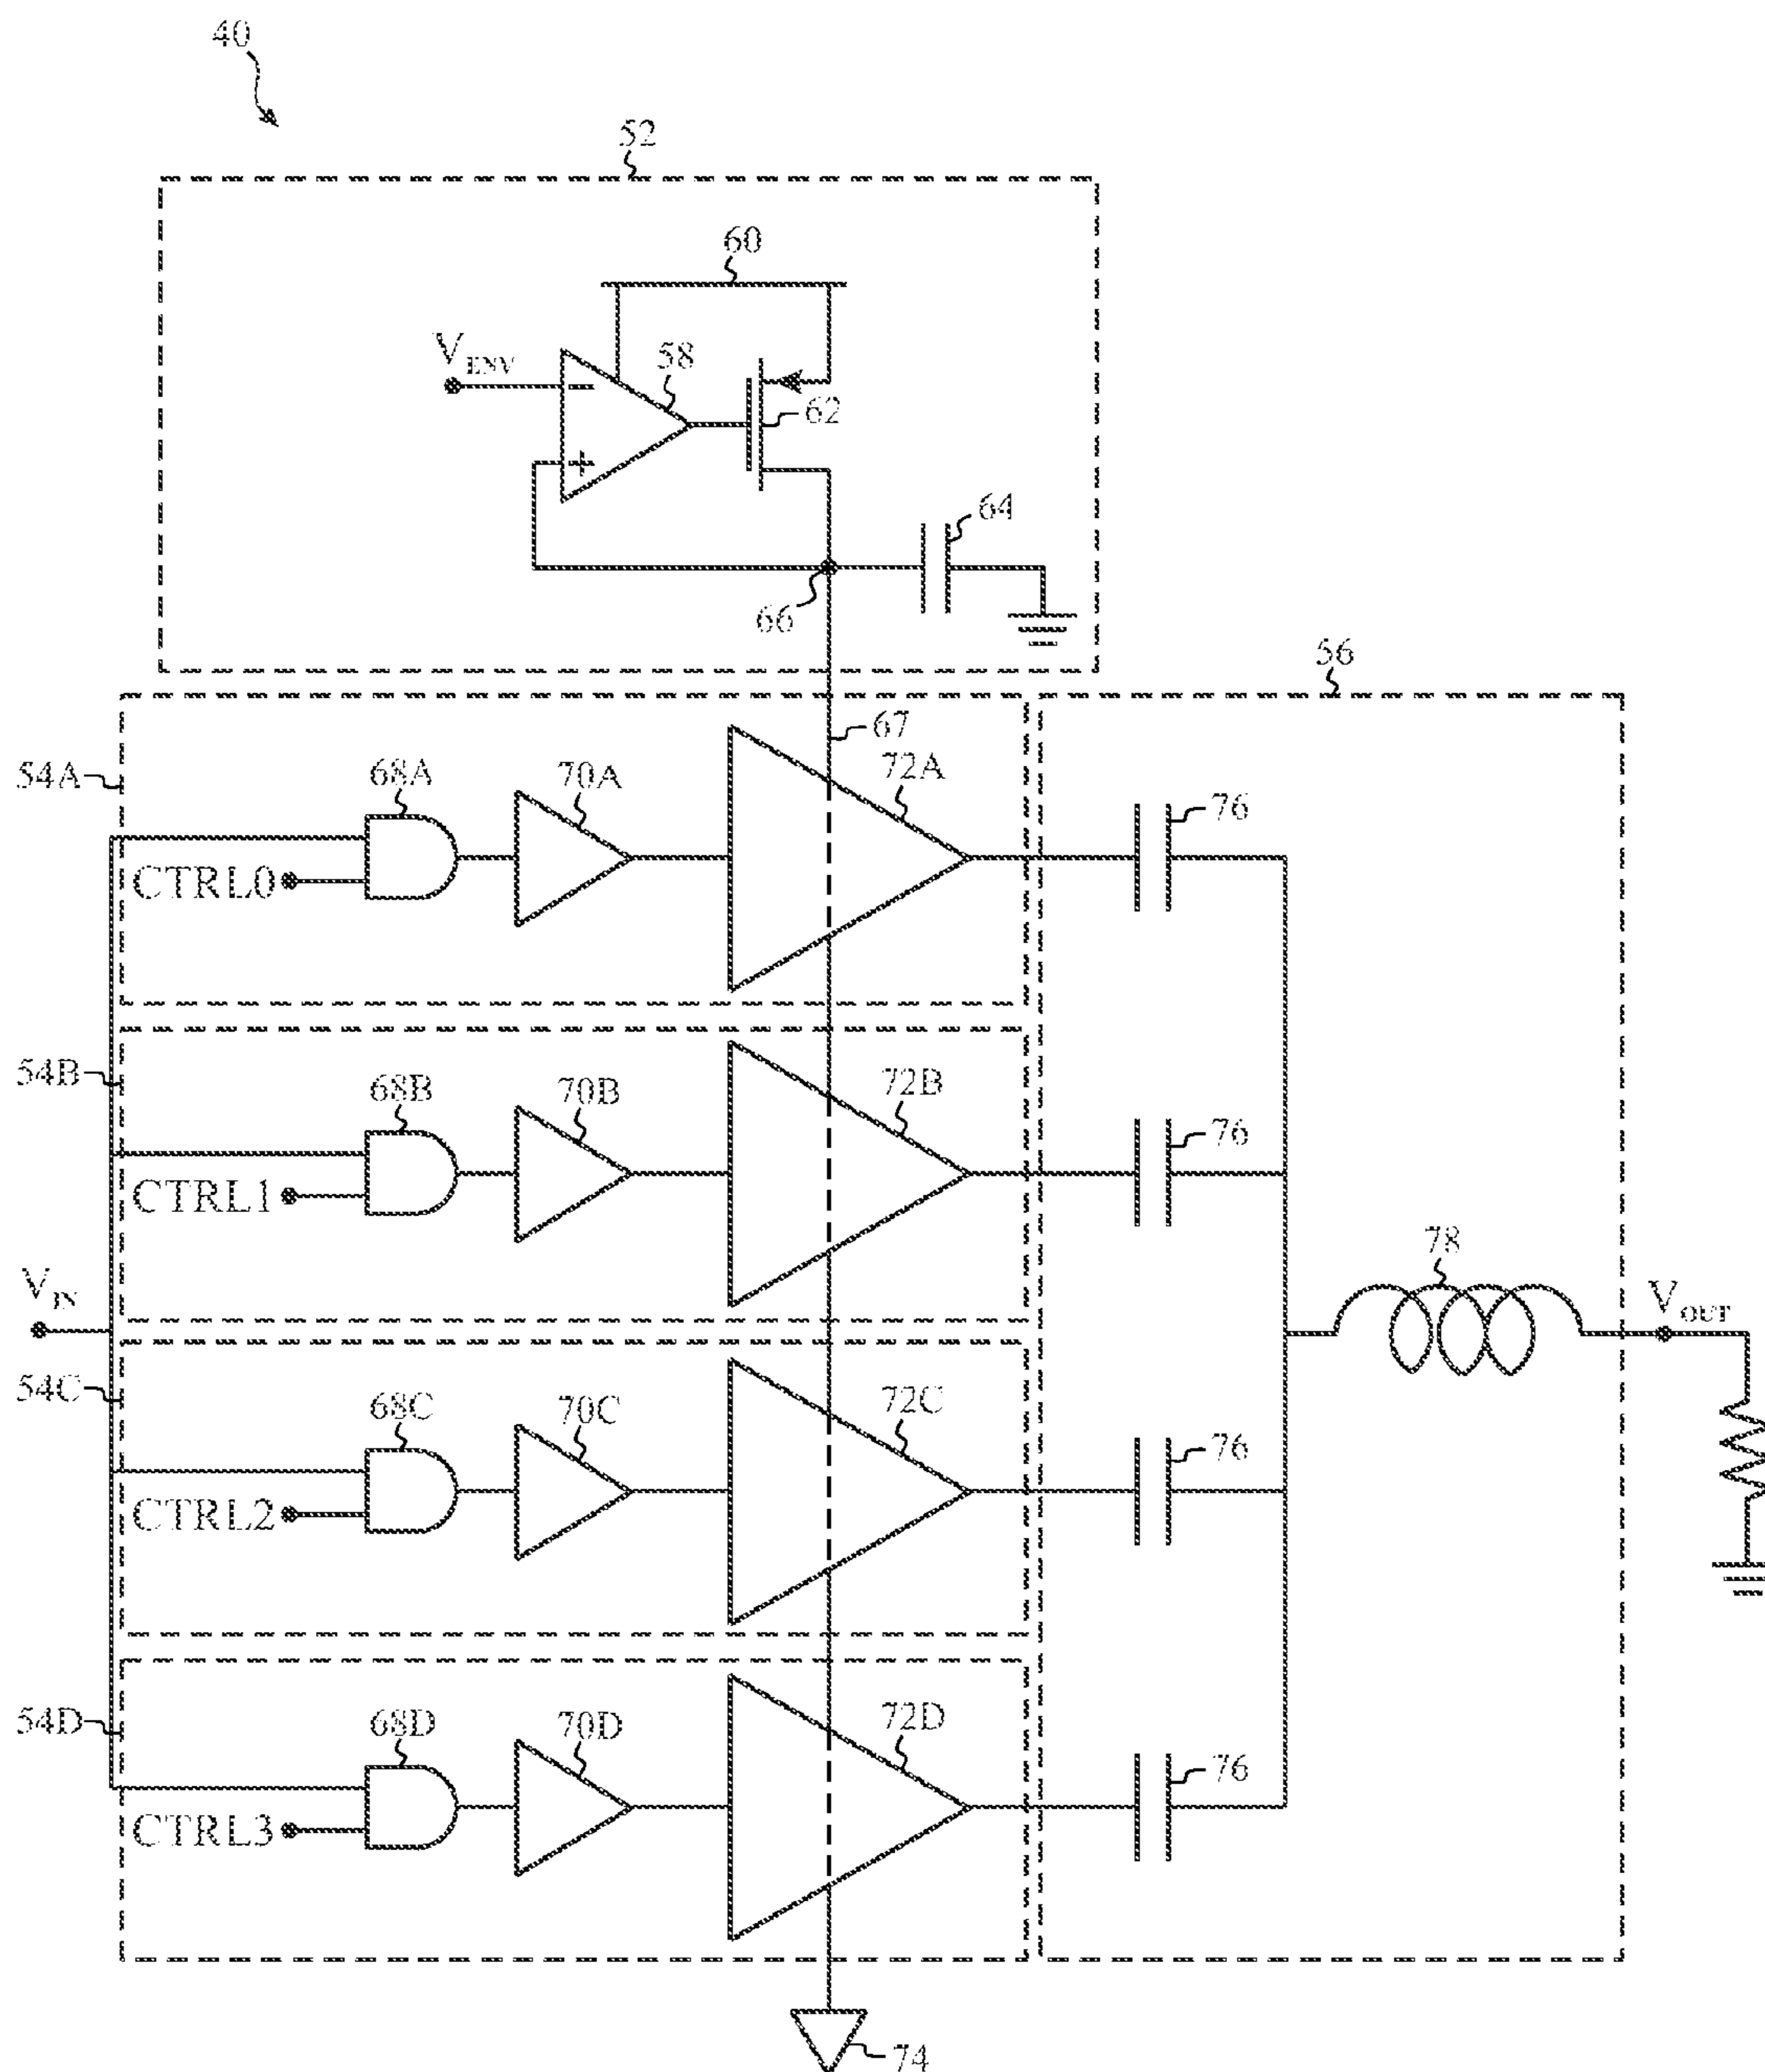 40
52
60
V_ENV
58
62
64
66
56
67
54A
68A
70A
72A
76
CTRL0
54B
68B
70B
72B
76
CTRL1
V_IN
78
V_OUT
54C
68C
70C
72C
76
CTRL2
54D
68D
70D
72D
76
CTRL3
74